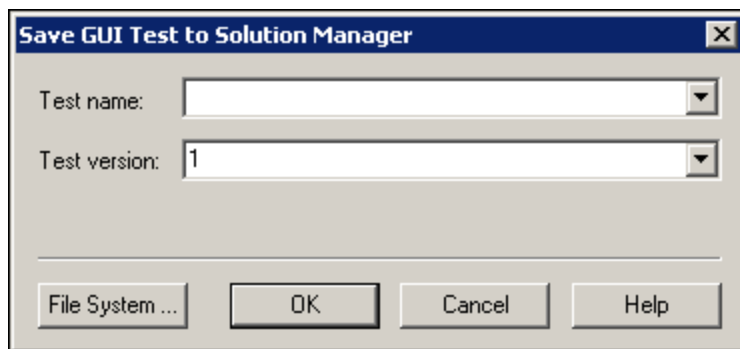 Save GUI Test to Solution Manager
Test name:
Test version: 1
File System ... OK Cancel Help